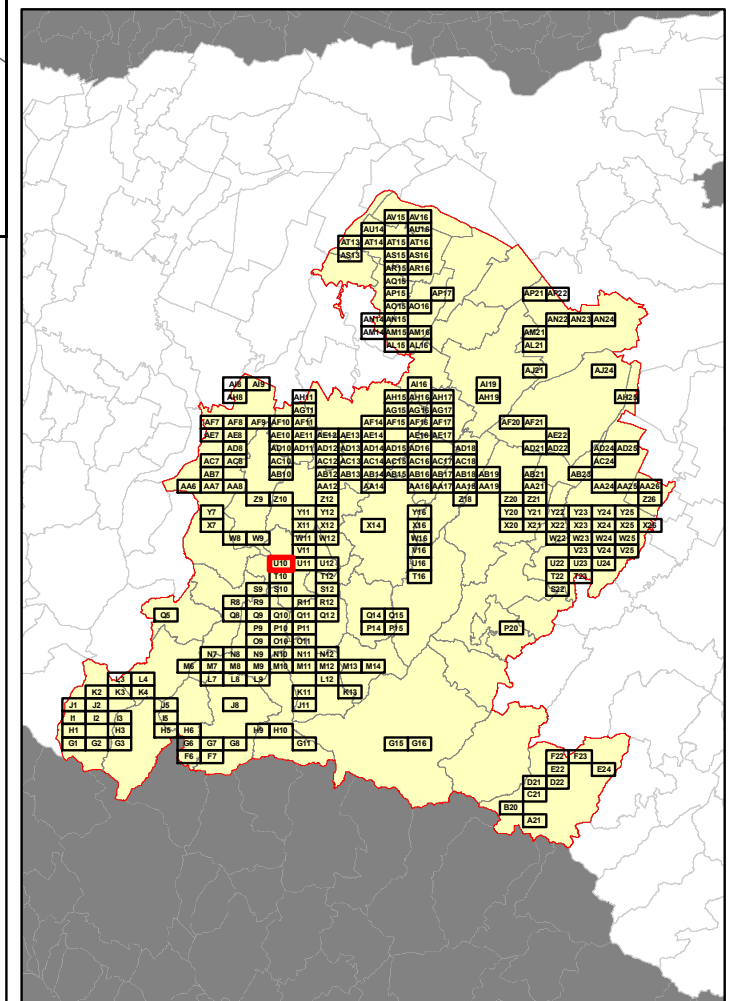 AV15 AV16
AU14 AU16
AT13 AT14 AT15 AT16
AS13 AS15 AS16
AR15 AR16
AQ15
AP15 AP17 AP21 AP22
AO15 AO16
AN14 AN15 AN22 AN23 AN24
AM14 AM15 AM16 AM21
AL15 AL16 AL21
AJ21 AJ24
AI8 AI9 AI16 AI19
AH8 AH11 AH15 AH16 AH17 AH19 AH25
AG11 AG15 AG16 AG17
AF7 AF8 AF9 AF10 AF11 AF14 AF15 AF16 AF17 AF20 AF21
AE7 AE8 AE10 AE11 AE12 AE13 AE14 AE16 AE17 AE22
AD8 AD10 AD11 AD12 AD13 AD14 AD15 AD16 AD18 AD21 AD22 AD24 AD25
AC7 AC8 AC10 AC12 AC13 AC14 AC15 AC16 AC17 AC18 AC24
AB7 AB10 AB12 AB13 AB15 AB16 AB17 AB18 AB19 AB21 AB23
AA6 AA7 AA8 AA12 AA14 AA16 AA17 AA18 AA19 AA21 AA24 AA25 AA26
Z9 Z10 Z12 Z18 Z20 Z21 Z26
Y7 Y11 Y12 Y16 Y20 Y21 Y22 Y23 Y24 Y25
X7 X11 X12 X14 X16 X20 X21 X22 X23 X24 X25 X26
W8 W9 W11 W12 W16 W22 W23 W24 W25
V11 V16 V23 V24 V25
U10 U11 U12 U16 U22 U23 U24
T10 T12 T16 T22 T23
S9 S10 S12 S22
R8 R9 R11 R12
Q5 Q8 Q9 Q10 Q11 Q12 Q14 Q15
P9 P10 P11 P14 P15 P20
O9 O10 O11
N7 N8 N9 N10 N11 N12
M6 M7 M8 M9 M10 M11 M12 M13 M14
L3 L4 L7 L8 L9 L12
K2 K3 K4 K11 K13
J1 J2 J5 J8 J11
I1 I2 I3 I5
H1 H3 H5 H6 H9 H10
G1 G2 G3 G6 G7 G8 G11 G15 G16
F6 F7 F22 F23
E22 E24
D21 D22
C21
B20
A21